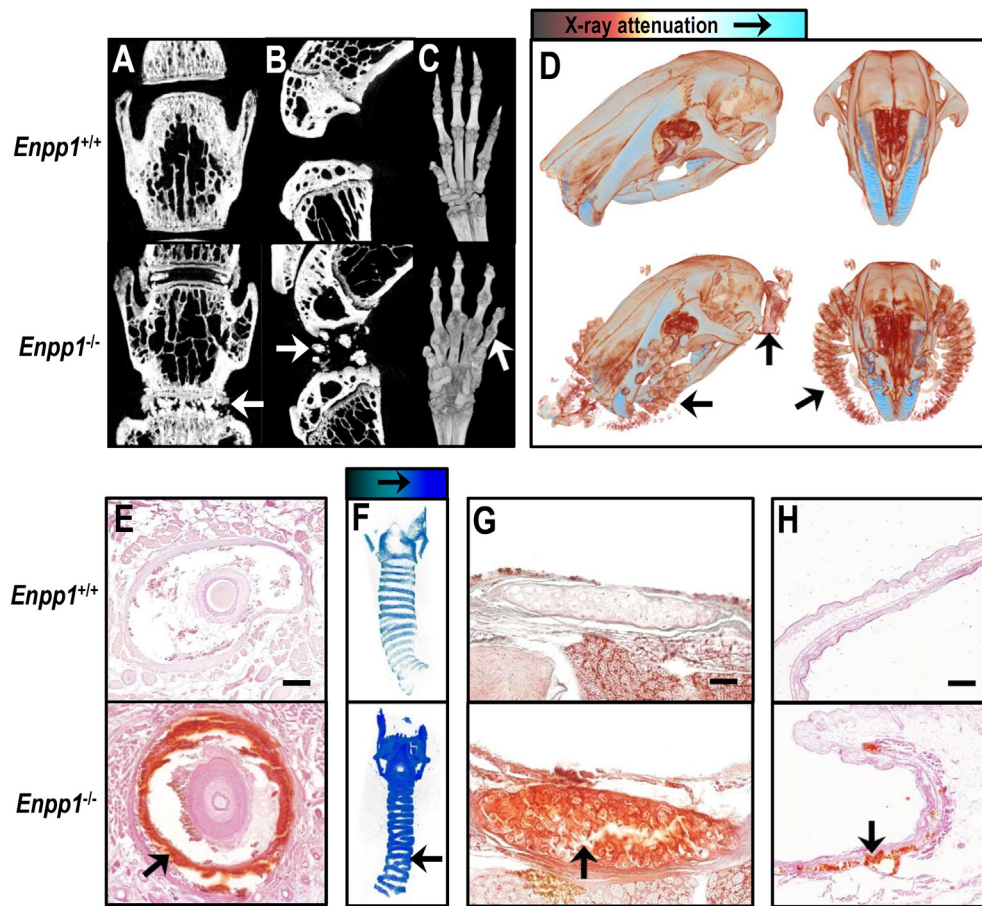 X-ray attenuation
A B C D
Enpp1+/+
Enpp1-/-
E F G H
Enpp1+/+
Enpp1-/-